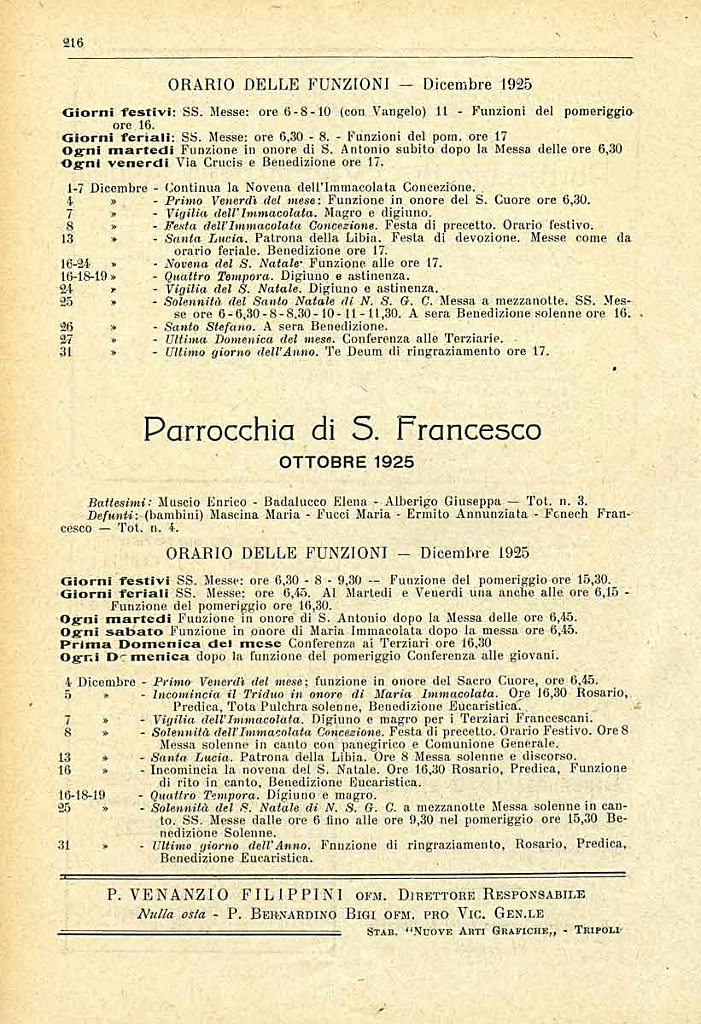 216
ORARIO DELLE FUNZIONI — Dicembre 1925
Giorni festivi: SS. Messe: ore 6-8-10 (con Vangelo) 11 - Funzioni del pomeriggio
ore 16.
Giorni feriali: SS. Messe: ore 6,30 - 8. - Funzioni del pom. ore 17
Ogni martedi Funzione in onore di S. Antonio subito dopo la Messa delle ore 6,30
Ogni venerdi Via Crucis e Benedizione ore 17.
1-7 Dicembre - Continua la Novena dell'Immacolata Concezione.
4 » - Primo Venerdì del mese: Funzione in onore del S. Cuore ore 6,30.
7 » - Vigilia dell'Immacolata. Magro e digiuno.
8 » - Festa dell'Immacolata Concezione. Festa di precetto. Orario festivo.
13 » - Santa Lucia. Patrona della Libia. Festa di devozione. Messe come da
orario feriale. Benedizione ore 17.
16-24 » - Novena del S. Natale· Funzione alle ore 17.
16-18-19 » - Quattro Tempora. Digiuno e astinenza.
24 » - Vigilia del S. Natale. Digiuno e astinenza.
25 » - Solennità del Santo Natale di N. S. G. C. Messa a mezzanotte. SS. Mes-
se ore 6-6,30-8-8,30-10-11-11,30. A sera Benedizione solenne ore 16.
26 » - Santo Stefano. A sera Benedizione.
27 » - Ultima Domenica del mese. Conferenza alle Terziarie.
31 » - Ultimo giorno dell'Anno. Te Deum di ringraziamento ore 17.
Parrocchia di S. Francesco
OTTOBRE 1925
Battesimi: Muscio Enrico - Badalucco Elena - Alberigo Giuseppa — Tot. n. 3.
Defunti: (bambini) Mascina Maria - Fucci Maria - Ermito Annunziata - Fenech Fran-
cesco — Tot. n. 4.
ORARIO DELLE FUNZIONI — Dicembre 1925
Giorni festivi SS. Messe: ore 6,30 - 8 - 9,30 -- Funzione del pomeriggio ore 15,30.
Giorni feriali SS. Messe: ore 6,45. Al Martedi e Venerdi una anche alle ore 6,15 -
Funzione del pomeriggio ore 16,30.
Ogni martedi Funzione in onore di S. Antonio dopo la Messa delle ore 6,45.
Ogni sabato Funzione in onore di Maria Immacolata dopo la messa ore 6,45.
Prima Domenica del mese Conferenza ai Terziari ore 16,30
Ogni Domenica dopo la funzione del pomeriggio Conferenza alle giovani.
4 Dicembre - Primo Venerdì del mese; funzione in onore del Sacro Cuore, ore 6,45.
5 » - Incomincia il Triduo in onore di Maria Immacolata. Ore 16,30 Rosario,
Predica, Tota Pulchra solenne, Benedizione Eucaristica.
7 » - Vigilia dell'Immacolata. Digiuno e magro per i Terziari Francescani.
8 » - Solennità dell'Immacolata Concezione. Festa di precetto. Orario Festivo. Ore 8
Messa solenne in canto con panegirico e Comunione Generale.
13 » - Santa Lucia. Patrona della Libia. Ore 8 Messa solenne e discorso.
16 » - Incomincia la novena del S. Natale. Ore 16,30 Rosario, Predica, Funzione
di rito in canto, Benedizione Eucaristica.
16-18-19 - Quattro Tempora. Digiuno e magro.
25 » - Solennità del S. Natale di N. S. G. C. a mezzanotte Messa solenne in can-
to. SS. Messe dalle ore 6 fino alle ore 9,30 nel pomeriggio ore 15,30 Be-
nedizione Solenne.
31 » - Ultimo giorno dell'Anno. Funzione di ringraziamento, Rosario, Predica,
Benedizione Eucaristica.
P. VENANZIO FILIPPINI OFM. DIRETTORE RESPONSABILE
Nulla osta - P. BERNARDINO BIGI OFM. PRO VIC. GEN.LE
STAB. "NUOVE ARTI GRAFICHE,, - TRIPOLI